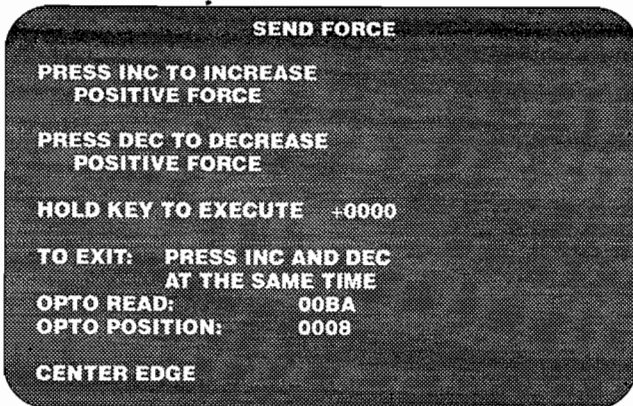 SEND FORCE
PRESS INC TO INCREASE
POSITIVE FORCE
PRESS DEC TO DECREASE
POSITIVE FORCE
HOLD KEY TO EXECUTE +0000
TO EXIT: PRESS INC AND DEC
AT THE SAME TIME
OPTO READ: 00BA
OPTO POSITION: 0008
CENTER EDGE